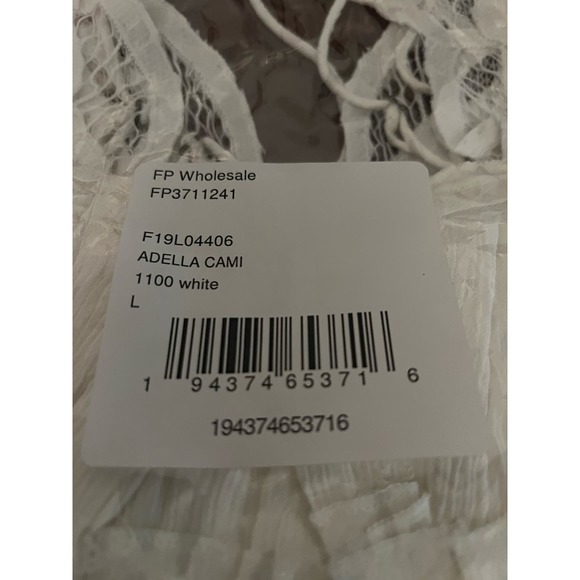 FP Wholesale
FP3711241
F19L04406
ADELLA CAMI
1100 white
L
1 94374 65371 6
194374653716